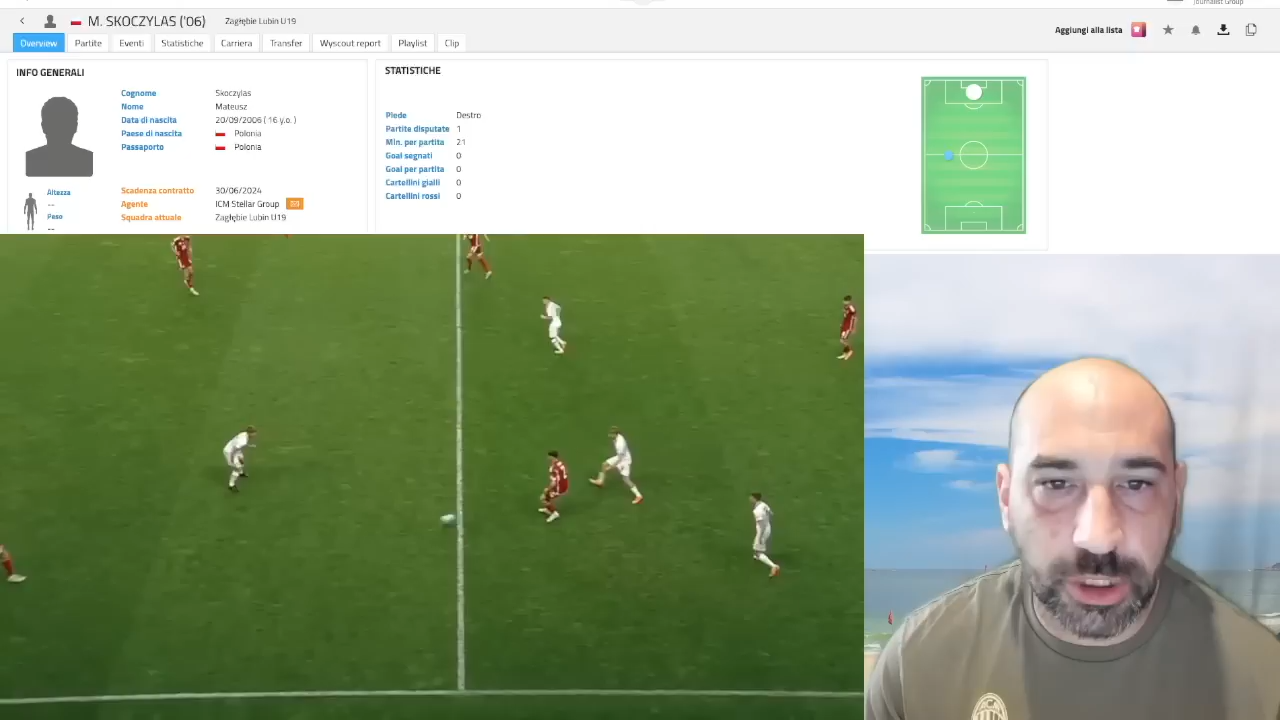 Journalist Group
M. SKOCZYLAS ('06)
Zagłębie Lubin U19
Aggiungi alla lista
Overview
Partite
Eventi
Statistiche
Carriera
Transfer
Wyscout report
Playlist
Clip
INFO GENERALI
Cognome Skoczylas
Nome Mateusz
Data di nascita 20/09/2006 ( 16 y.o. )
Paese di nascita Polonia
Passaporto Polonia
Altezza
--
Peso
--
Scadenza contratto 30/06/2024
Agente ICM Stellar Group
Squadra attuale Zagłębie Lubin U19
STATISTICHE
Piede Destro
Partite disputate 1
Min. per partita 21
Goal segnati 0
Goal per partita 0
Cartellini gialli 0
Cartellini rossi 0